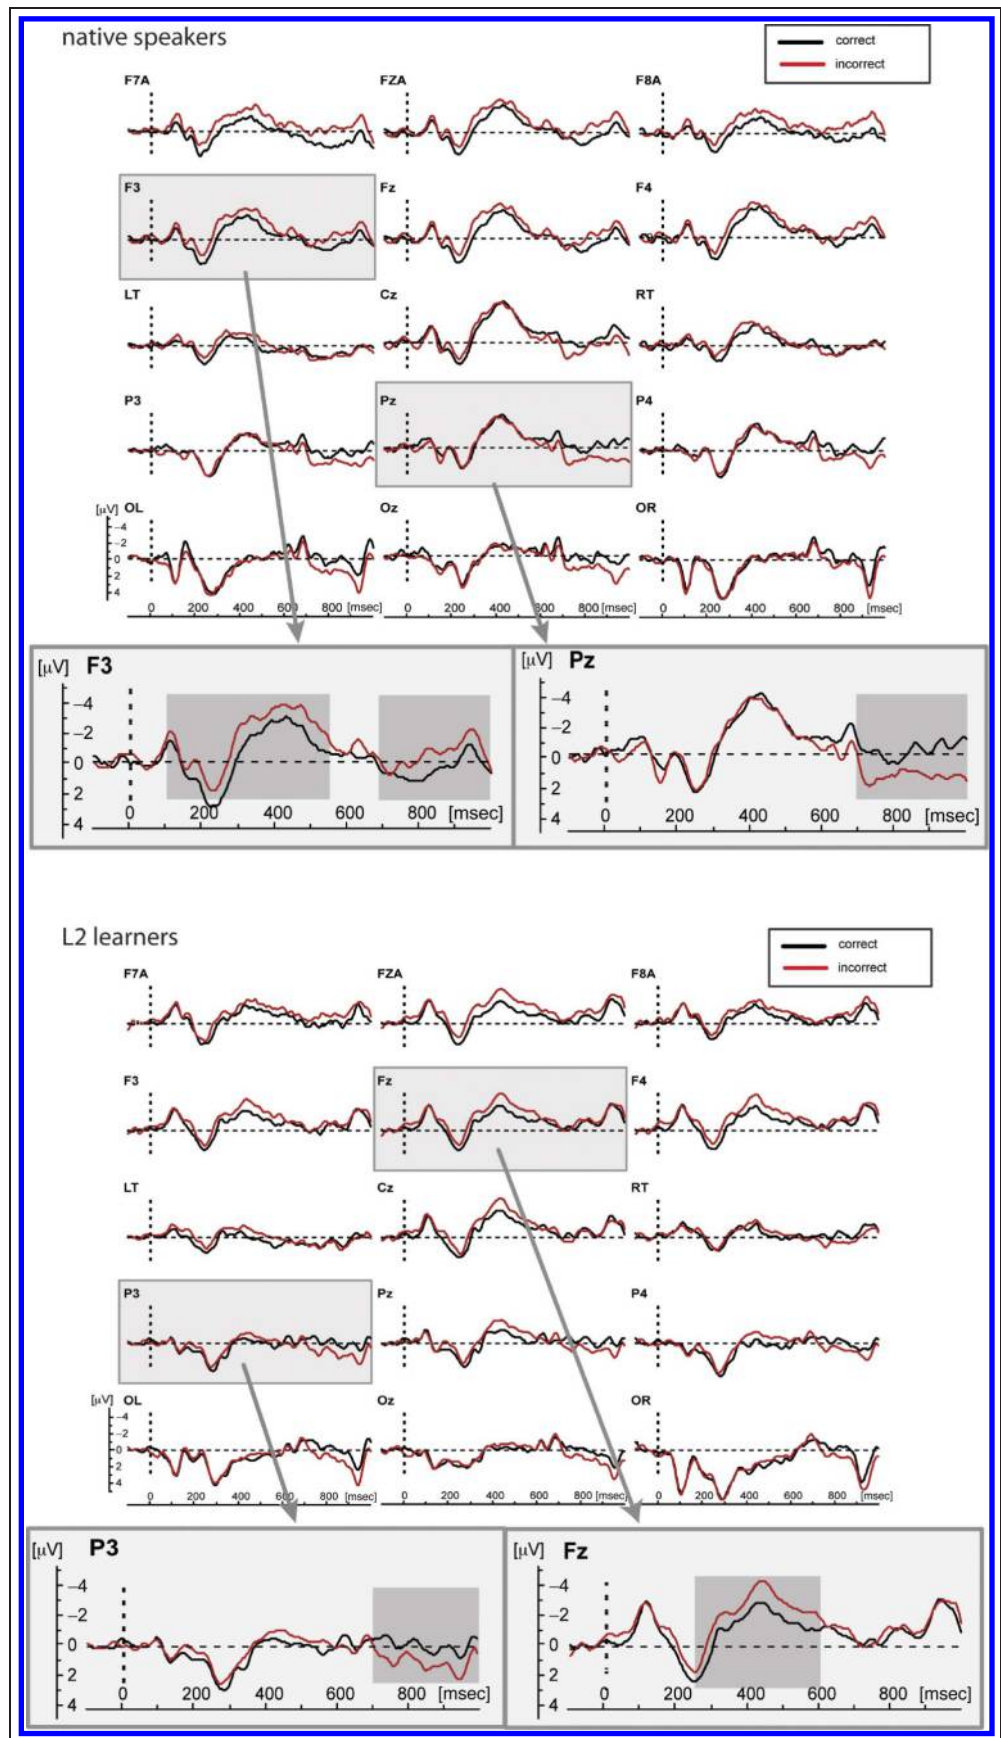 native speakers
correct
incorrect
F7A FZA F8A
F3 Fz F4
LT Cz RT
P3 Pz P4
[μV] OL Oz OR
−4
−2
0
2
4
0 200 400 600 800 [msec] 0 200 400 600 800 [msec] 0 200 400 600 800 [msec]
[μV] F3
−4
−2
0
2
4
0 200 400 600 800 [msec]
[μV] Pz
−4
−2
0
2
4
0 200 400 600 800 [msec]
L2 learners
correct
incorrect
F7A FZA F8A
F3 Fz F4
LT Cz RT
P3 Pz P4
[μV] OL Oz OR
−4
−2
0
2
4
0 200 400 600 800 [msec] 0 200 400 600 800 [msec] 0 200 400 600 800 [msec]
[μV] P3
−4
−2
0
2
4
0 200 400 600 800 [msec]
[μV] Fz
−4
−2
0
2
4
0 200 400 600 800 [msec]